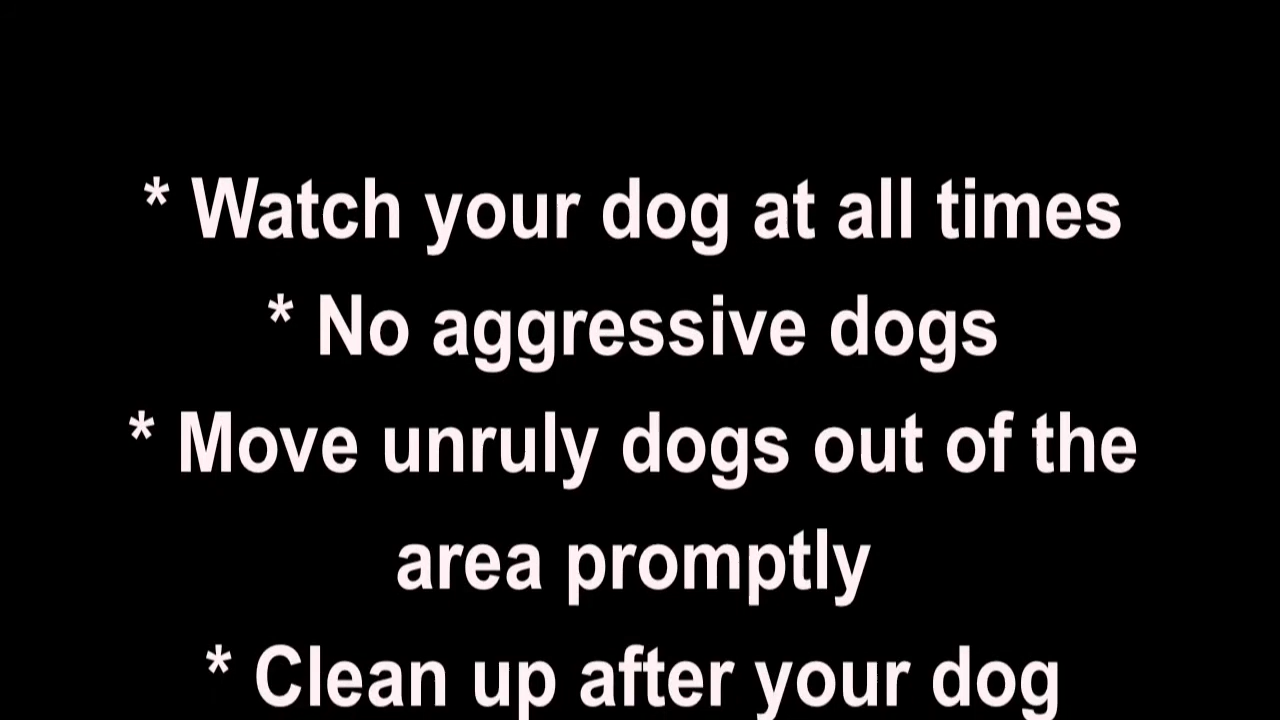 * Watch your dog at all times
* No aggressive dogs
* Move unruly dogs out of the
area promptly
* Clean up after your dog